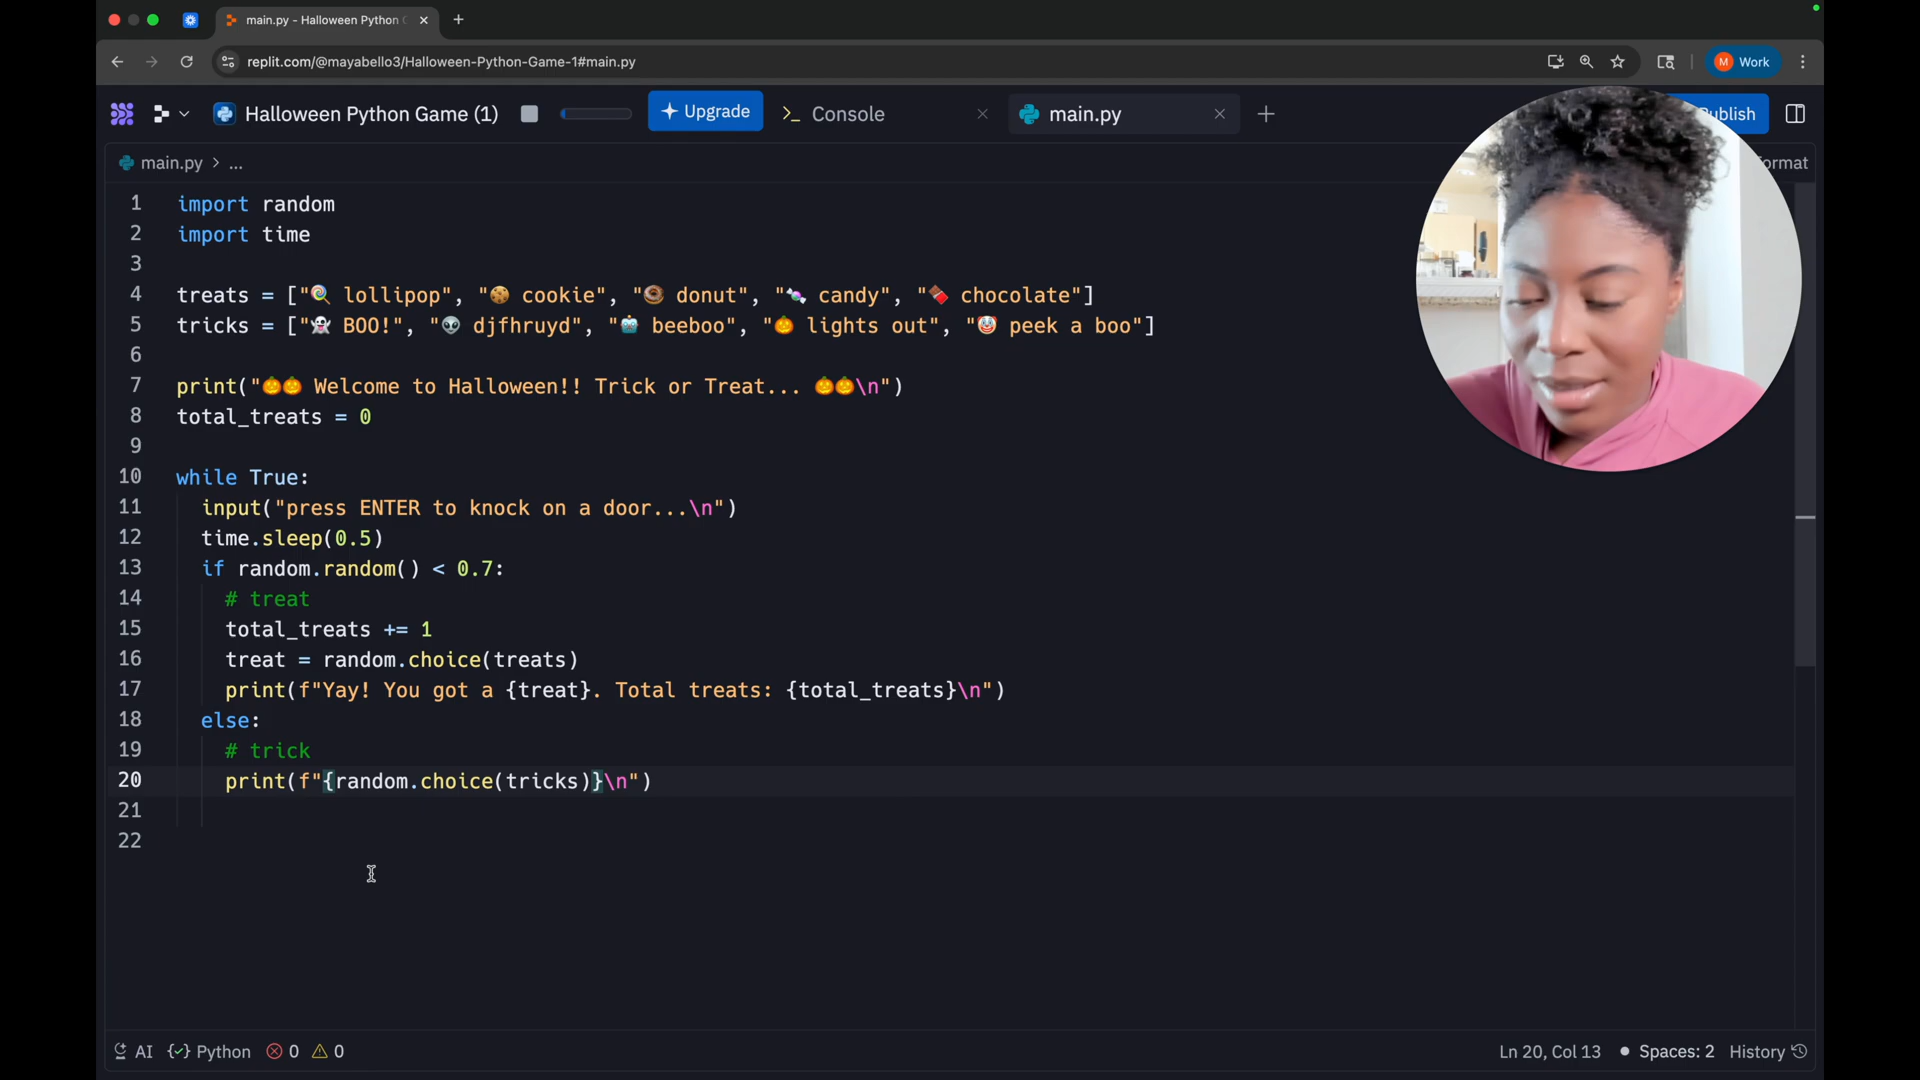 main.py - Halloween Python
replit.com/@mayabello3/Halloween-Python-Game-1#main.py
M Work
Halloween Python Game (1)
Upgrade
Console
main.py
ublish
main.py > ...
ormat
1 import random
2 import time
3
4 treats = ["🍭 lollipop", "🍪 cookie", "🍩 donut", "🍬 candy", "🍫 chocolate"]
5 tricks = ["👻 BOO!", "👽 djfhruyd", "🤖 beeboo", "🎃 lights out", "🤡 peek a boo"]
6
7 print("🎃🎃 Welcome to Halloween!! Trick or Treat... 🎃🎃\n")
8 total_treats = 0
9
10 while True:
11 input("press ENTER to knock on a door...\n")
12 time.sleep(0.5)
13 if random.random() < 0.7:
14 # treat
15 total_treats += 1
16 treat = random.choice(treats)
17 print(f"Yay! You got a {treat}. Total treats: {total_treats}\n")
18 else:
19 # trick
20 print(f"{random.choice(tricks)}\n")
21
22
AI {✓} Python 0 0
Ln 20, Col 13 Spaces: 2 History